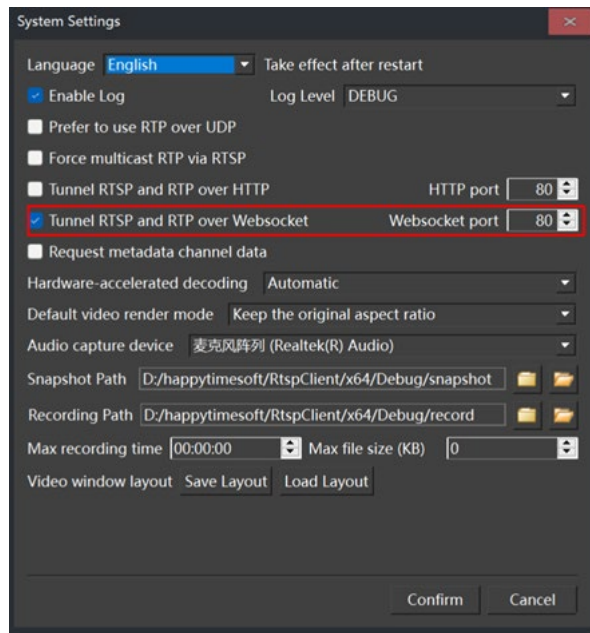 System Settings
Language English Take effect after restart
Enable Log Log Level DEBUG
Prefer to use RTP over UDP
Force multicast RTP via RTSP
Tunnel RTSP and RTP over HTTP HTTP port 80
Tunnel RTSP and RTP over Websocket Websocket port 80
Request metadata channel data
Hardware-accelerated decoding Automatic
Default video render mode Keep the original aspect ratio
Audio capture device 麦克风阵列 (Realtek(R) Audio)
Snapshot Path D:/happytimesoft/RtspClient/x64/Debug/snapshot
Recording Path D:/happytimesoft/RtspClient/x64/Debug/record
Max recording time 00:00:00 Max file size (KB) 0
Video window layout Save Layout Load Layout
Confirm Cancel